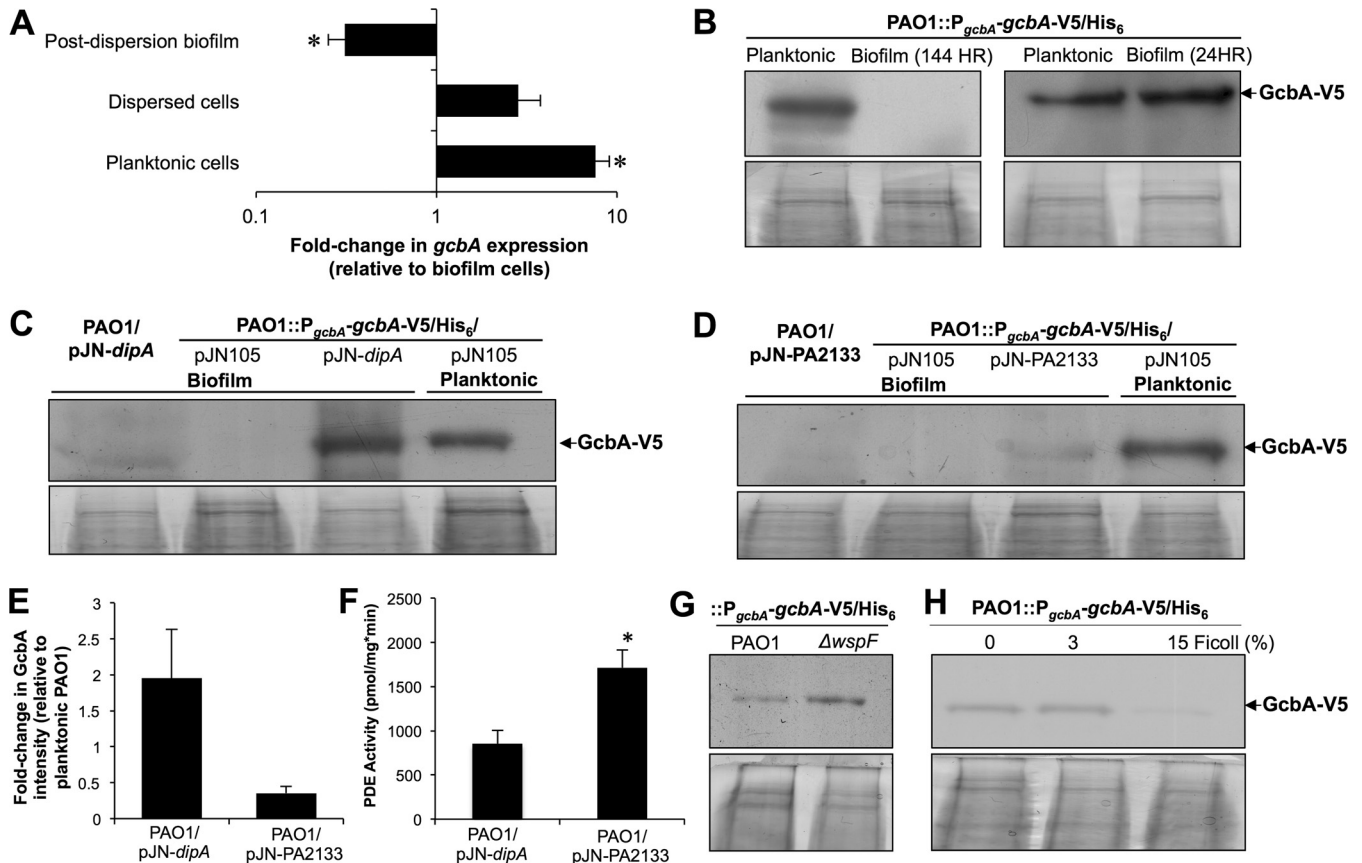 A
Post-dispersion biofilm
*
Dispersed cells
Planktonic cells
*
0.1
1
10
Fold-change in gcbA expression
(relative to biofilm cells)
B
PAO1::PgcbA-gcbA-V5/His6
Planktonic
Biofilm (144 HR)
Planktonic
Biofilm (24HR)
GcbA-V5
C
PAO1/
pJN-dipA
PAO1::PgcbA-gcbA-V5/His6/
pJN105
pJN-dipA
pJN105
Biofilm
Planktonic
GcbA-V5
D
PAO1/
pJN-PA2133
PAO1::PgcbA-gcbA-V5/His6/
pJN105
pJN-PA2133
pJN105
Biofilm
Planktonic
GcbA-V5
E
Fold-change in GcbA
intensity (relative to
planktonic PAO1)
3
2.5
2
1.5
1
0.5
0
PAO1/
pJN-dipA
PAO1/
pJN-PA2133
F
PDE Activity (pmol/mg*min)
2500
2000
1500
1000
500
0
*
PAO1/
pJN-dipA
PAO1/
pJN-PA2133
G
::PgcbA-gcbA-V5/His6
PAO1
ΔwspF
H
PAO1::PgcbA-gcbA-V5/His6
0
3
15 Ficoll (%)
GcbA-V5